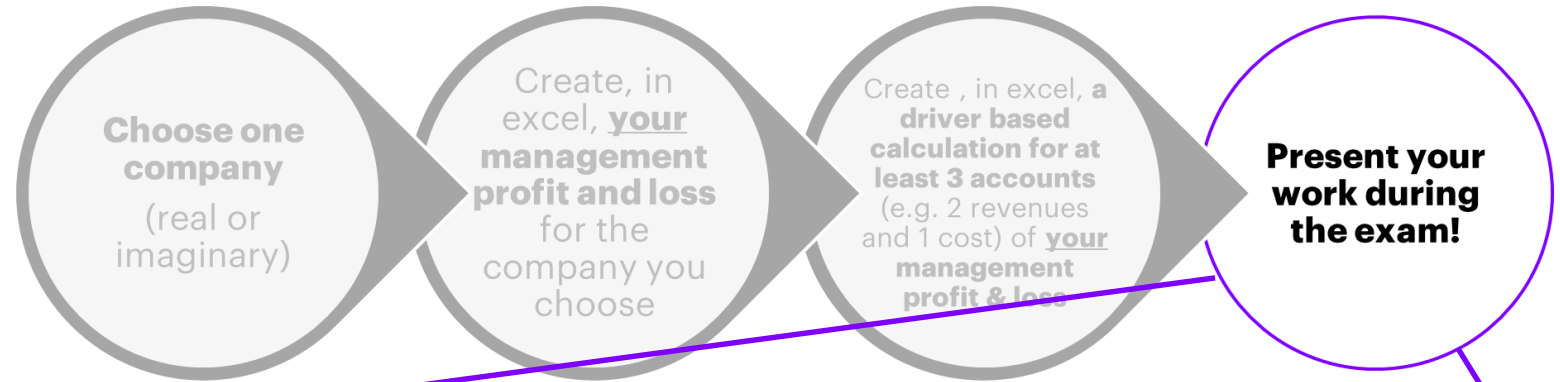 Choose one
company
(real or
imaginary)
Create, in
excel, your
management
profit and loss
for the
company you
choose
Create , in excel, a
driver based
calculation for at
least 3 accounts
(e.g. 2 revenues
and 1 cost) of your
management
profit & loss
Present your
work during
the exam!